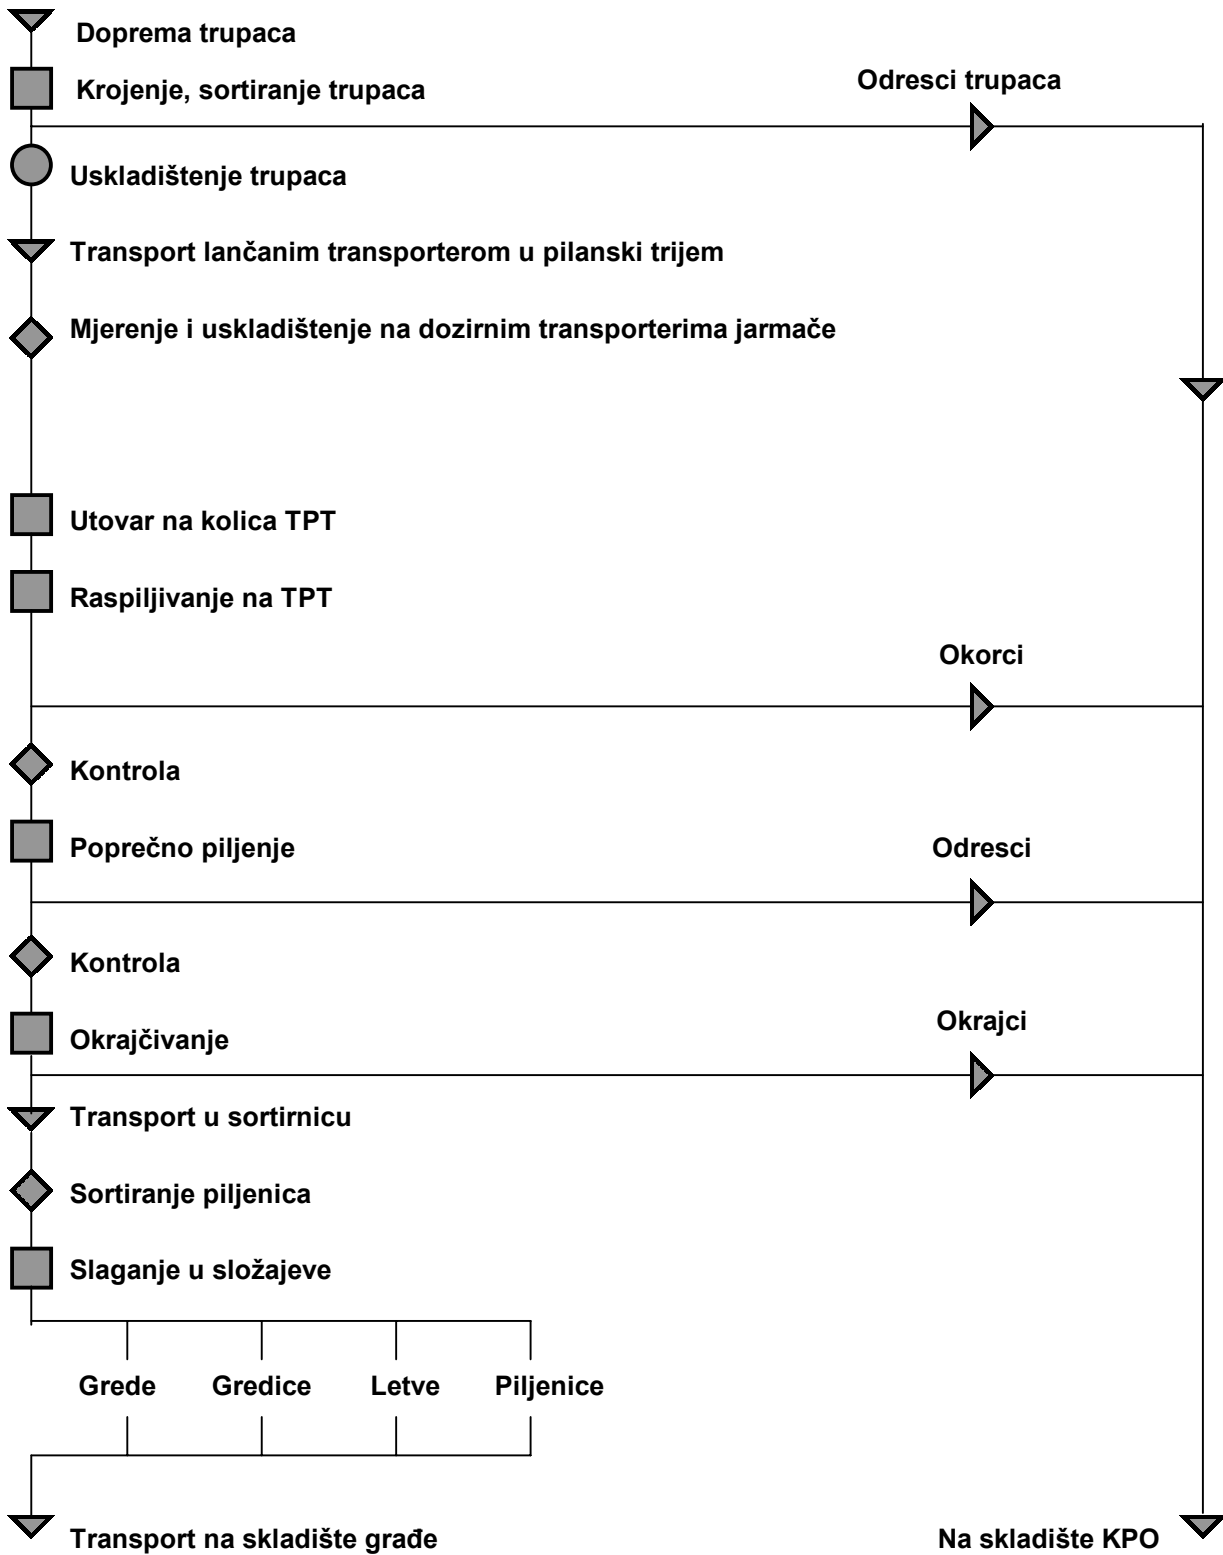 Doprema trupaca
Krojenje, sortiranje trupaca
Odresci trupaca
Uskladištenje trupaca
Transport lančanim transporterom u pilanski trijem
Mjerenje i uskladištenje na dozirnim transporterima jarmače
Utovar na kolica TPT
Raspiljivanje na TPT
Okorci
Kontrola
Poprečno piljenje
Odresci
Kontrola
Okrajčivanje
Okrajci
Transport u sortirnicu
Sortiranje piljenica
Slaganje u složajeve
Grede Gredice Letve Piljenice
Transport na skladište građe
Na skladište KPO